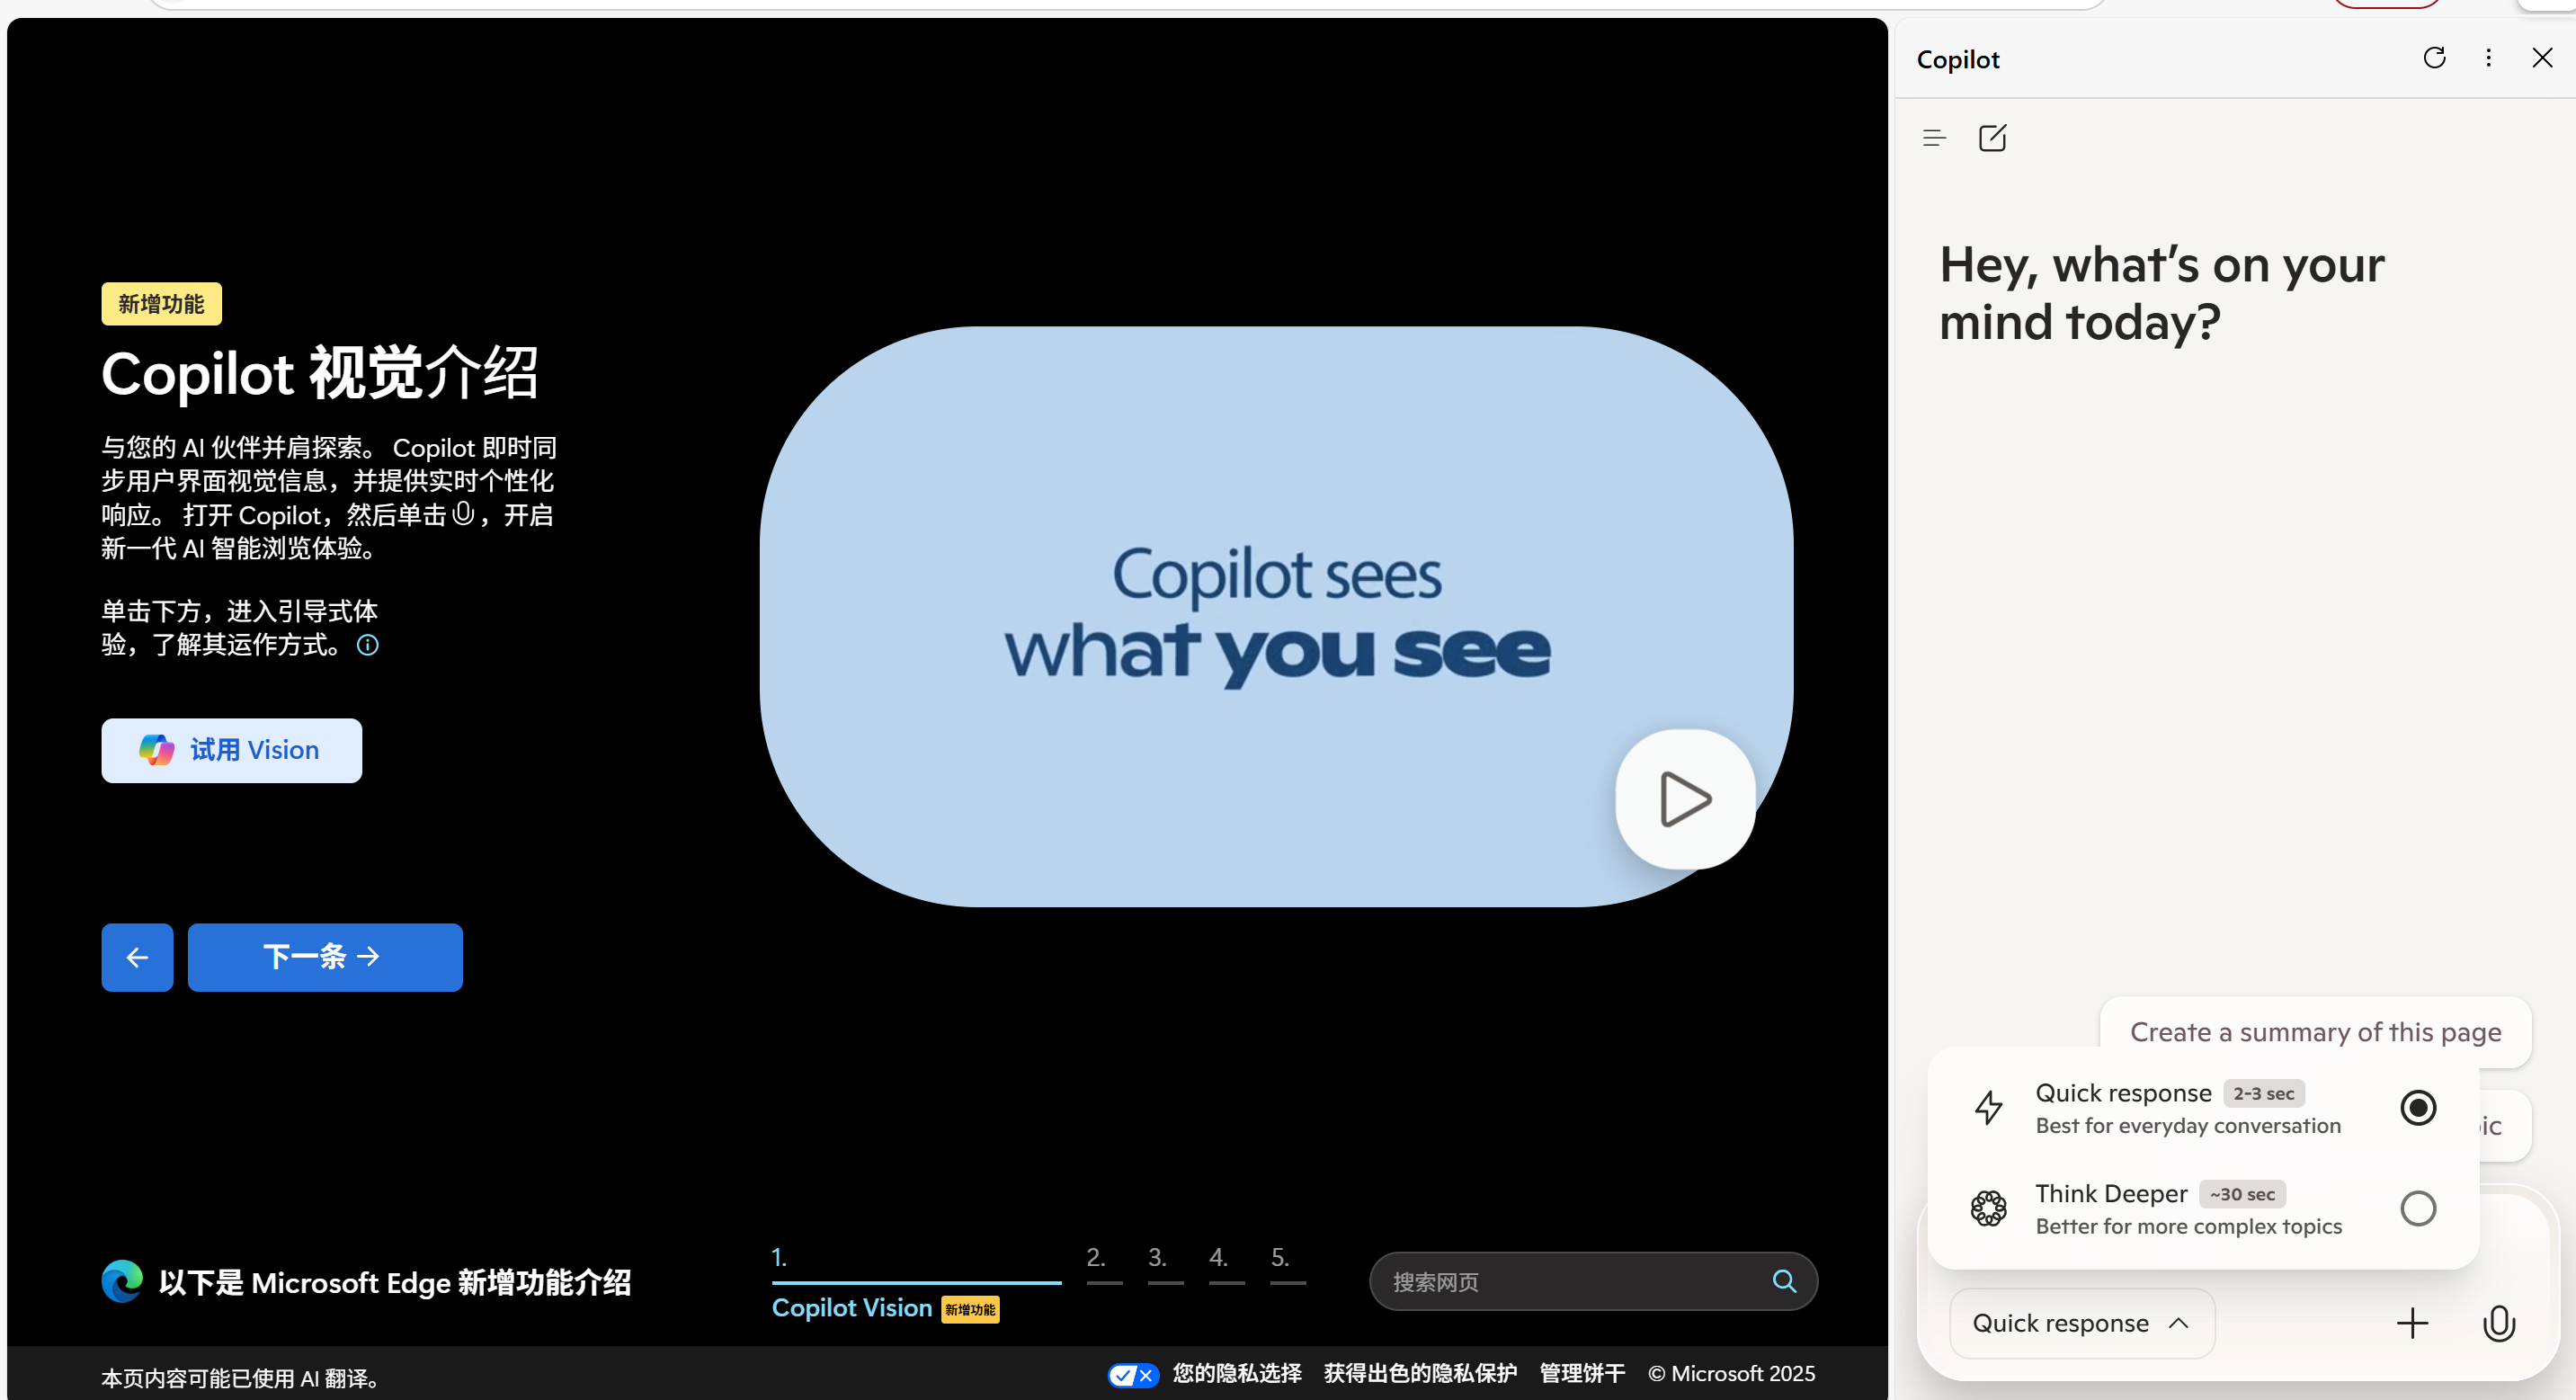 新增功能
Copilot 视觉介绍
与您的 AI 伙伴并肩探索。 Copilot 即时同
步用户界面视觉信息，并提供实时个性化
响应。 打开 Copilot，然后单击，开启
新一代 AI 智能浏览体验。
单击下方，进入引导式体
验，了解其运作方式。
试用 Vision
下一条
Copilot sees
what you see
以下是 Microsoft Edge 新增功能介绍
1.
2.
3.
4.
5.
Copilot Vision 新增功能
搜索网页
本页内容可能已使用 AI 翻译。
您的隐私选择
获得出色的隐私保护
管理饼干
© Microsoft 2025
Copilot
Hey, what's on your
mind today?
Create a summary of this page
Quick response 2-3 sec
Best for everyday conversation
Think Deeper ~30 sec
Better for more complex topics
Quick response